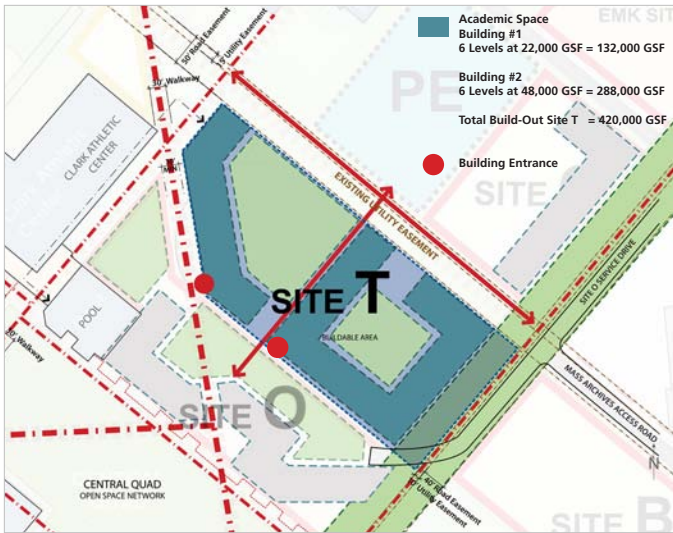 Academic Space
Building #1
6 Levels at 22,000 GSF = 132,000 GSF
Building #2
6 Levels at 48,000 GSF = 288,000 GSF
Total Build-Out Site T = 420,000 GSF
Building Entrance
EMK SIT
50' Road Easement
15' Utility Easement
30' Walkway
CLARK ATHLETIC
CENTER
PE
SITE
EXISTING UTILITY EASEMENT
SITE T
BUILDABLE AREA
SITE O SERVICE DRIVE
POOL
Walkway
SITE O
MASS ARCHIVES ACCESS ROAD
N
CENTRAL QUAD
OPEN SPACE NETWORK
40' Road Easement
Utility Easement
SITE B